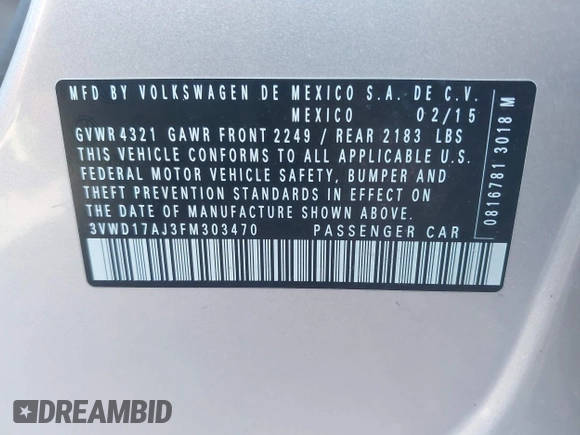 MFD BY VOLKSWAGEN DE MEXICO S.A. DE C.V.
MEXICO 02/15
GVWR 4321 GAWR FRONT 2249 / REAR 2183 LBS
THIS VEHICLE CONFORMS TO ALL APPLICABLE U.S.
FEDERAL MOTOR VEHICLE SAFETY, BUMPER AND
THEFT PREVENTION STANDARDS IN EFFECT ON
THE DATE OF MANUFACTURE SHOWN ABOVE.
3VWD17AJ3FM303470 PASSENGER CAR
0816781 3018 M
DREAMBID